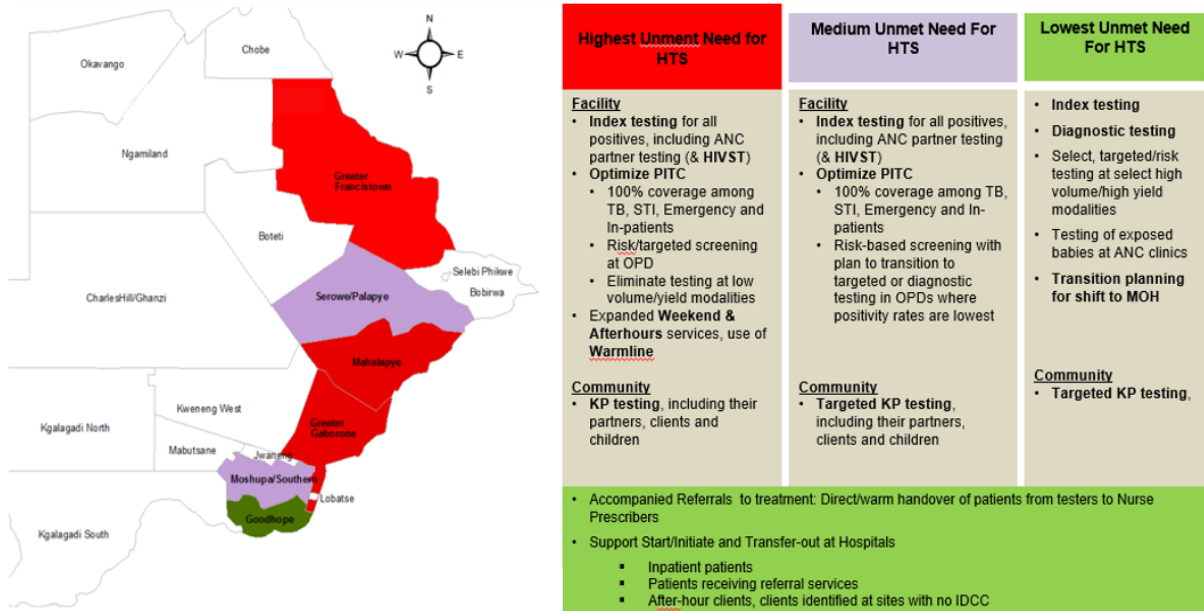 N
W
E
S
Chobe
Okavango
Ngamiland
Greater
Francistown
Boteti
Selebi Phikwe
Bobirwa
CharlesHill/Ghanzi
Serowe/Palapye
Mahalapye
Kweneng West
Greater
Gaborone
Kgalagadi North
Mabutsane
Jwaneng
Moshupa/Southern
Lobatse
Goodhope
Kgalagadi South
Highest Unment Need for
HTS
Facility
• Index testing for all
positives, including ANC
partner testing (& HIVST)
• Optimize PITC
• 100% coverage among
TB, STI, Emergency and
In-patients
• Risk/targeted screening
at OPD
• Eliminate testing at low
volume/yield modalities
• Expanded Weekend &
Afterhours services, use of
Warmline
Community
• KP testing, including their
partners, clients and
children
Medium Unmet Need For
HTS
Facility
• Index testing for all positives,
including ANC partner testing
(& HIVST)
• Optimize PITC
• 100% coverage among TB,
STI, Emergency and In-
patients
• Risk-based screening with
plan to transition to
targeted or diagnostic
testing in OPDs where
positivity rates are lowest
Community
• Targeted KP testing,
including their partners,
clients and children
Lowest Unmet Need
For HTS
• Index testing
• Diagnostic testing
• Select, targeted/risk
testing at select high
volume/high yield
modalities
• Testing of exposed
babies at ANC clinics
• Transition planning
for shift to MOH
Community
• Targeted KP testing,
• Accompanied Referrals to treatment: Direct/warm handover of patients from testers to Nurse
Prescribers
• Support Start/Initiate and Transfer-out at Hospitals
▪ Inpatient patients
▪ Patients receiving referral services
▪ After-hour clients, clients identified at sites with no IDCC